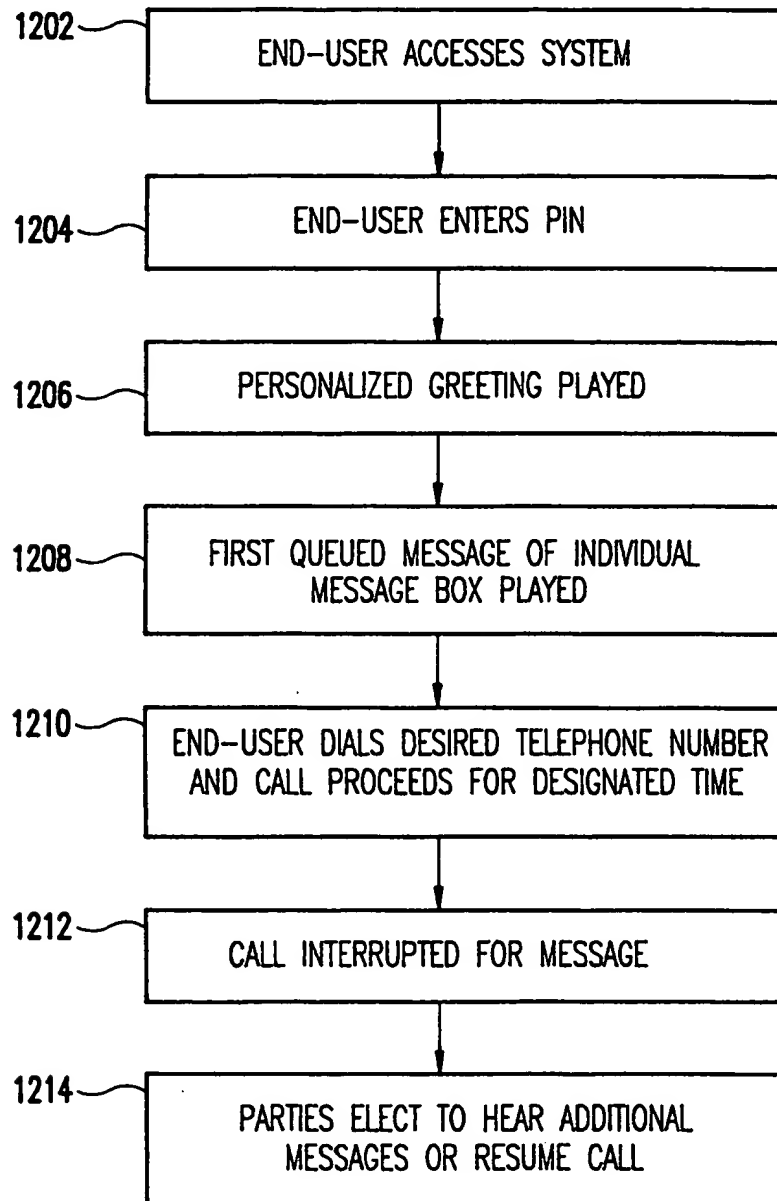 1202
END-USER ACCESSES SYSTEM
1204
END-USER ENTERS PIN
1206
PERSONALIZED GREETING PLAYED
1208
FIRST QUEUED MESSAGE OF INDIVIDUAL
MESSAGE BOX PLAYED
1210
END-USER DIALS DESIRED TELEPHONE NUMBER
AND CALL PROCEEDS FOR DESIGNATED TIME
1212
CALL INTERRUPTED FOR MESSAGE
1214
PARTIES ELECT TO HEAR ADDITIONAL
MESSAGES OR RESUME CALL